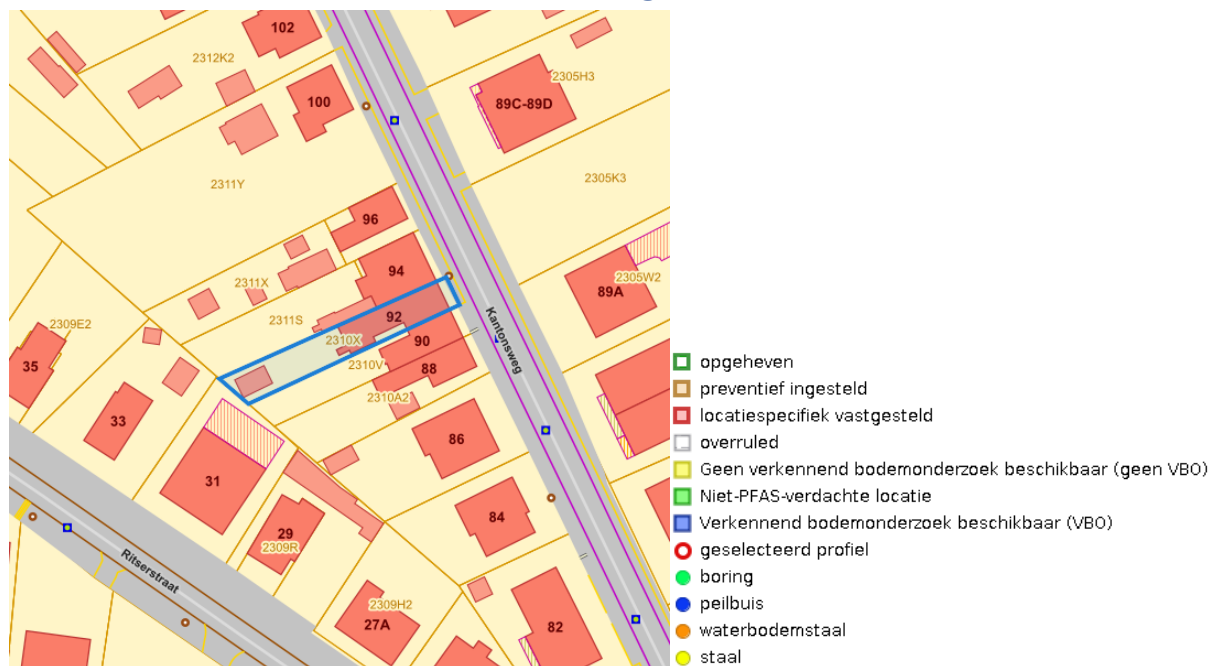 102
2312K2
2305H3
89C-89D
100
2311Y
2305K3
96
94
2305W2
89A
2311X
2311S
92
Kantonsweg
2309E2
2310X
90
2310V
88
35
2310A2
33
86
31
84
29
2309R
Ritserstraat
2309H2
27A
82
opgeheven
preventief ingesteld
locatiespecifiek vastgesteld
overruled
Geen verkennend bodemonderzoek beschikbaar (geen VBO)
Niet-PFAS-verdachte locatie
Verkennend bodemonderzoek beschikbaar (VBO)
geselecteerd profiel
boring
peilbuis
waterbodemstaal
staal